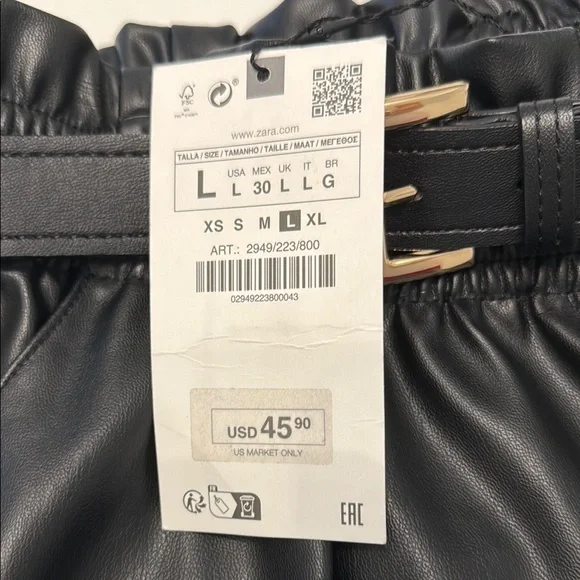 FSC
www.zara.com
TALLA / SIZE / TAMANHO / TAILLE / MAAT / ΜΕΓΕΘΟΣ
L USA L MEX 30 UK L IT L BR G
XS S M L XL
ART.: 2949/223/800
02949223800043
USD 45.90
US MARKET ONLY
FR
EAC